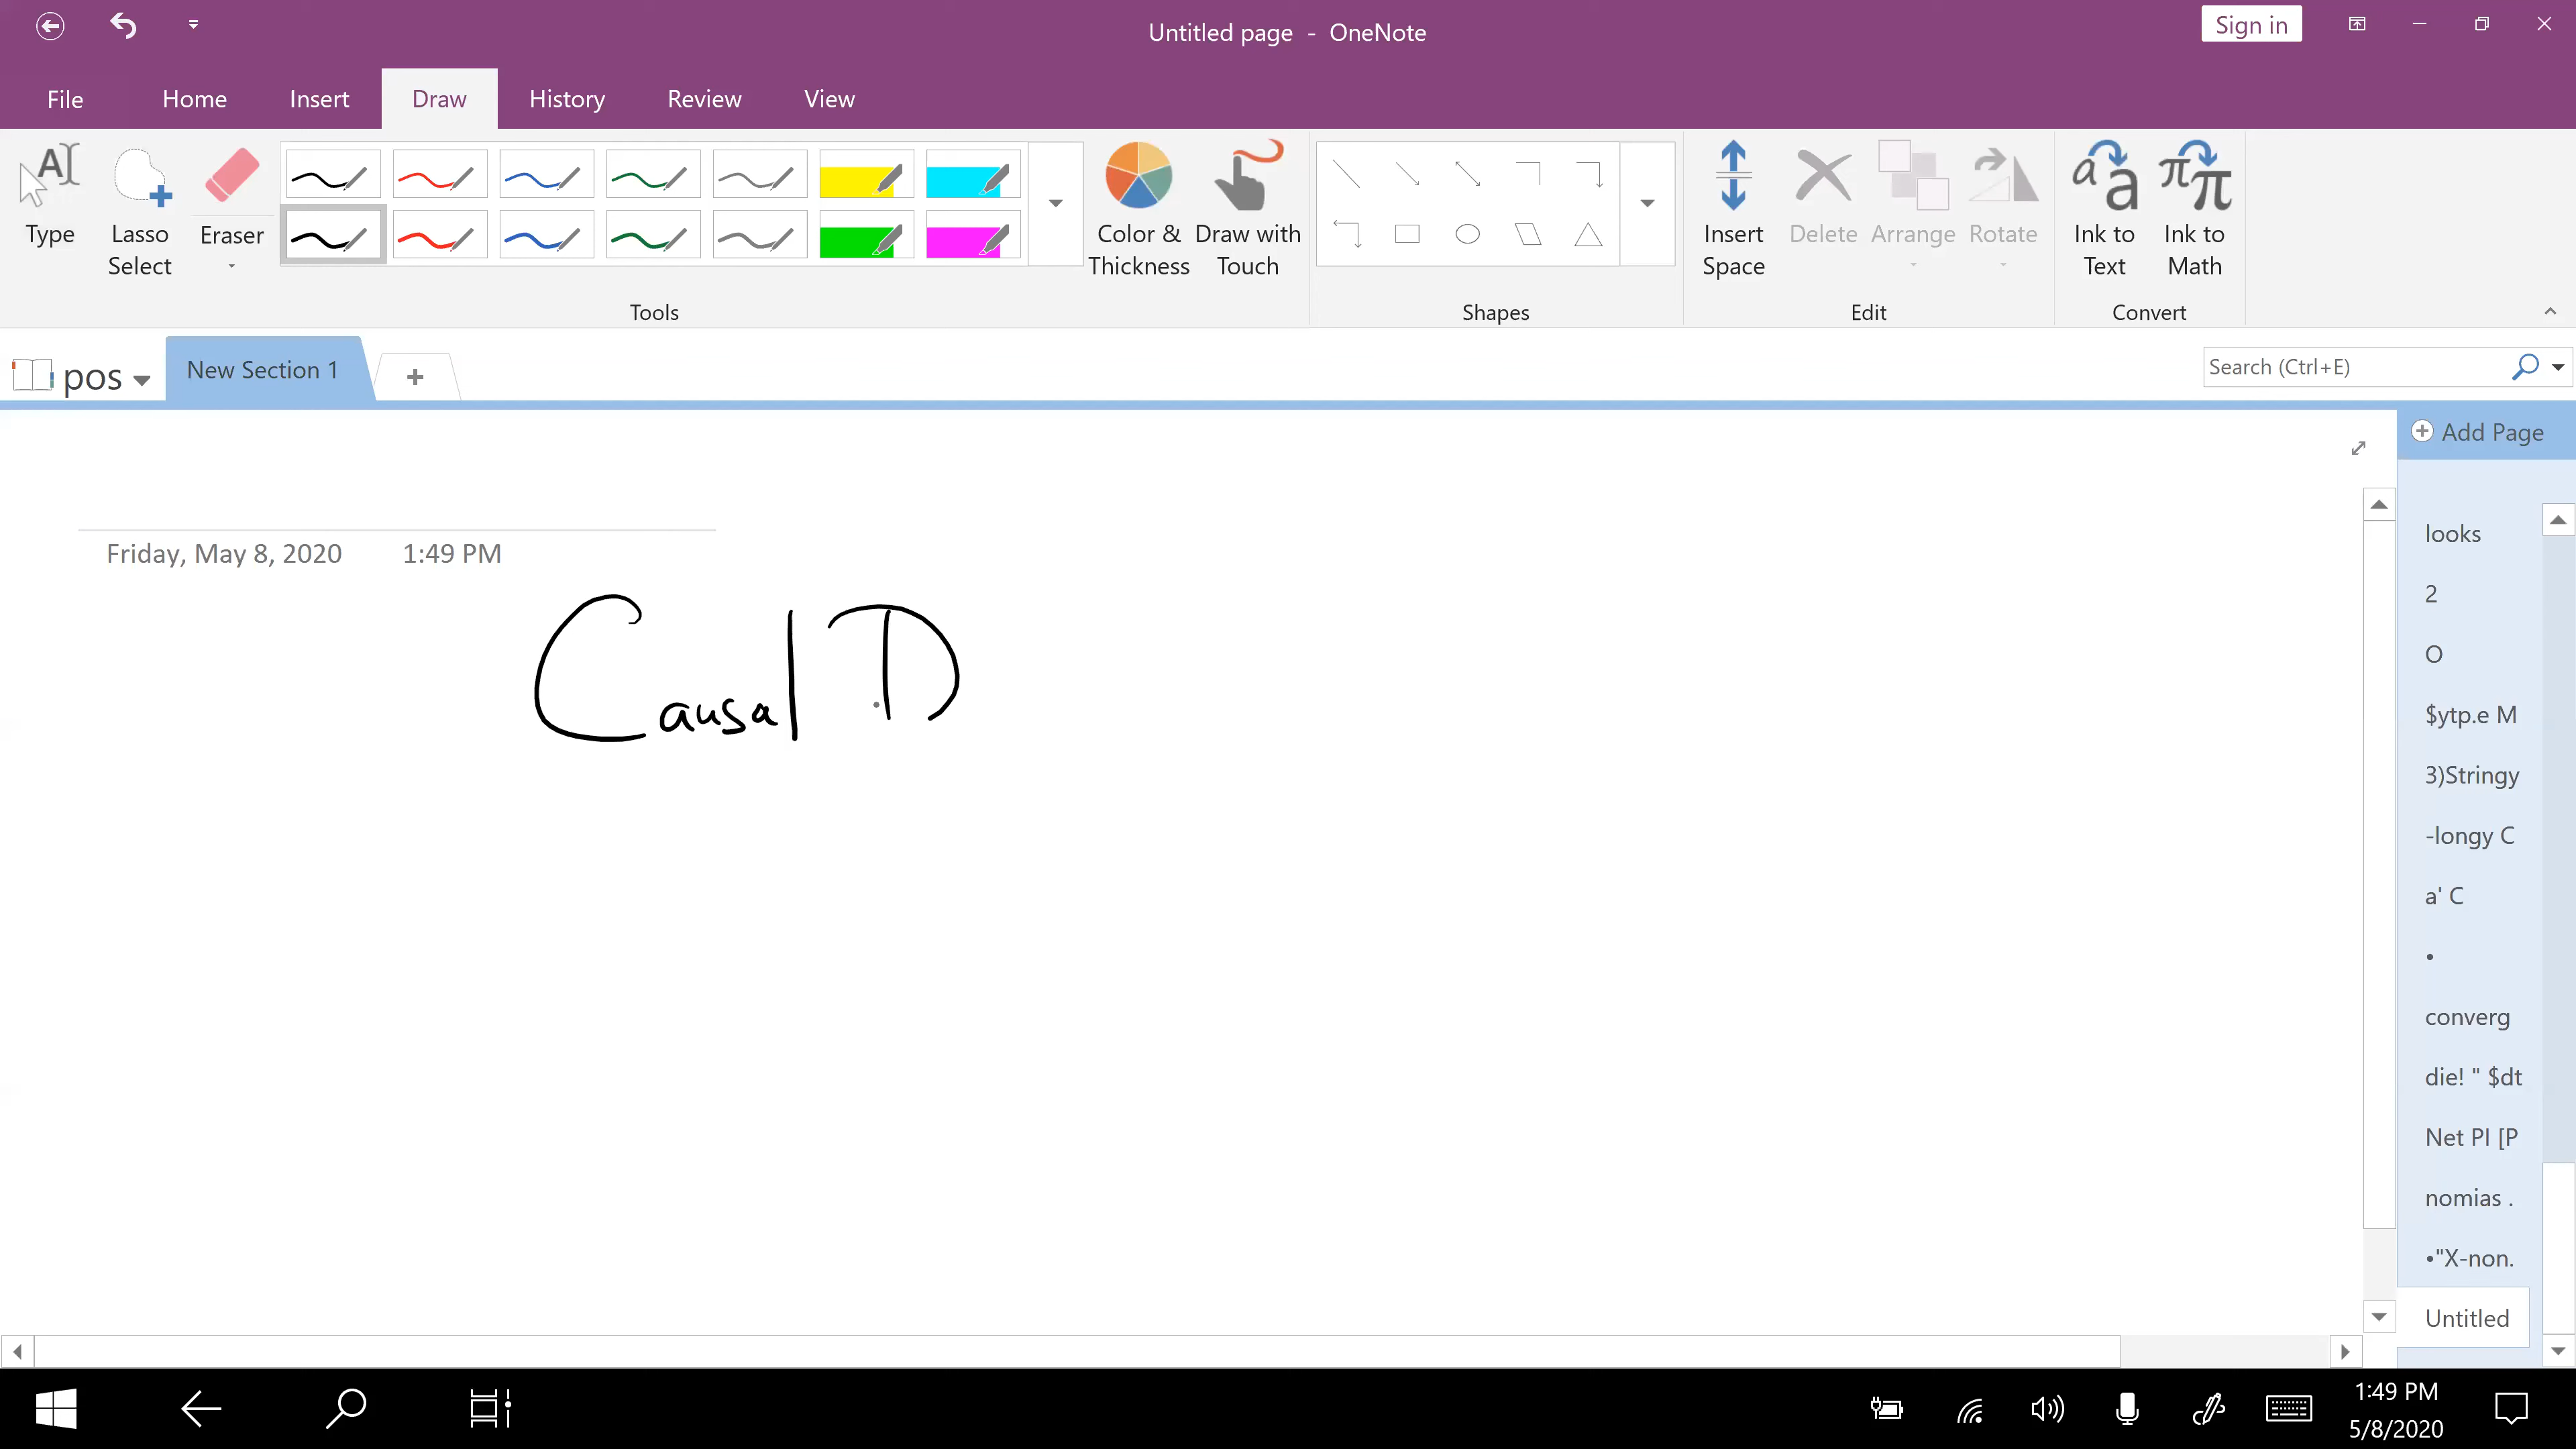 Untitled page - OneNote
Sign in
File Home Insert Draw History Review View
Type
Lasso Select
Eraser
Color & Thickness
Draw with Touch
Insert Space
Delete
Arrange
Rotate
Ink to Text
Ink to Math
Tools
Shapes
Edit
Convert
pos
New Section 1
Search (Ctrl+E)
Add Page
Friday, May 8, 2020 1:49 PM
Causal D
looks
2
O
$ytp.e M
3)Stringy
-longy C
a' C
•
converg
die! " $dt
Net PI [P
nomias .
•"X-non.
Untitled
1:49 PM
5/8/2020